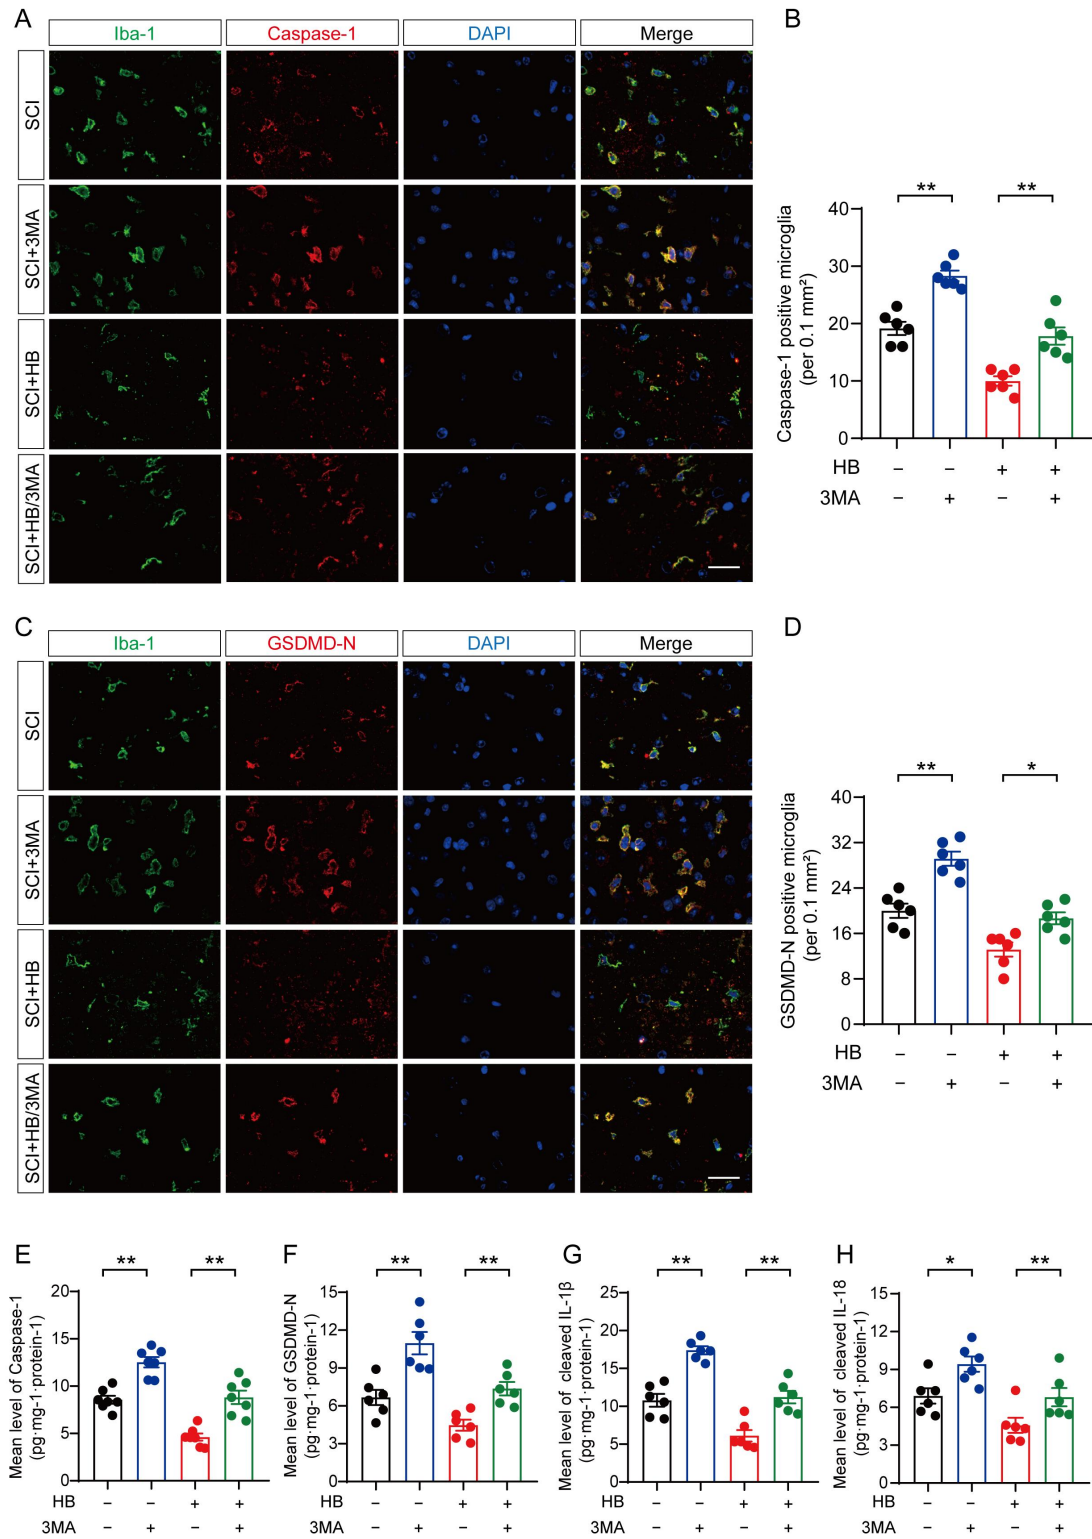 A
Iba-1 Caspase-1 DAPI Merge
SCI
SCI+3MA
SCI+HB
SCI+HB/3MA
B
** **
Caspase-1 positive microglia
(per 0.1 mm²)
40
30
20
10
0
HB − − + +
3MA − + − +
C
Iba-1 GSDMD-N DAPI Merge
SCI
SCI+3MA
SCI+HB
SCI+HB/3MA
D
** *
GSDMD-N positive microglia
(per 0.1 mm²)
40
32
24
16
8
0
HB − − + +
3MA − + − +
E
** **
Mean level of Caspase-1
(pg·mg-1·protein-1)
20
15
10
5
0
HB − − + +
3MA − + − +
F
** **
Mean level of GSDMD-N
(pg·mg-1·protein-1)
15
12
9
6
3
0
HB − − + +
3MA − + − +
G
** **
Mean level of cleaved IL-1β
(pg·mg-1·protein-1)
25
20
15
10
5
0
HB − − + +
3MA − + − +
H
* **
Mean level of cleaved IL-18
(pg·mg-1·protein-1)
15
12
9
6
3
0
HB − − + +
3MA − + − +